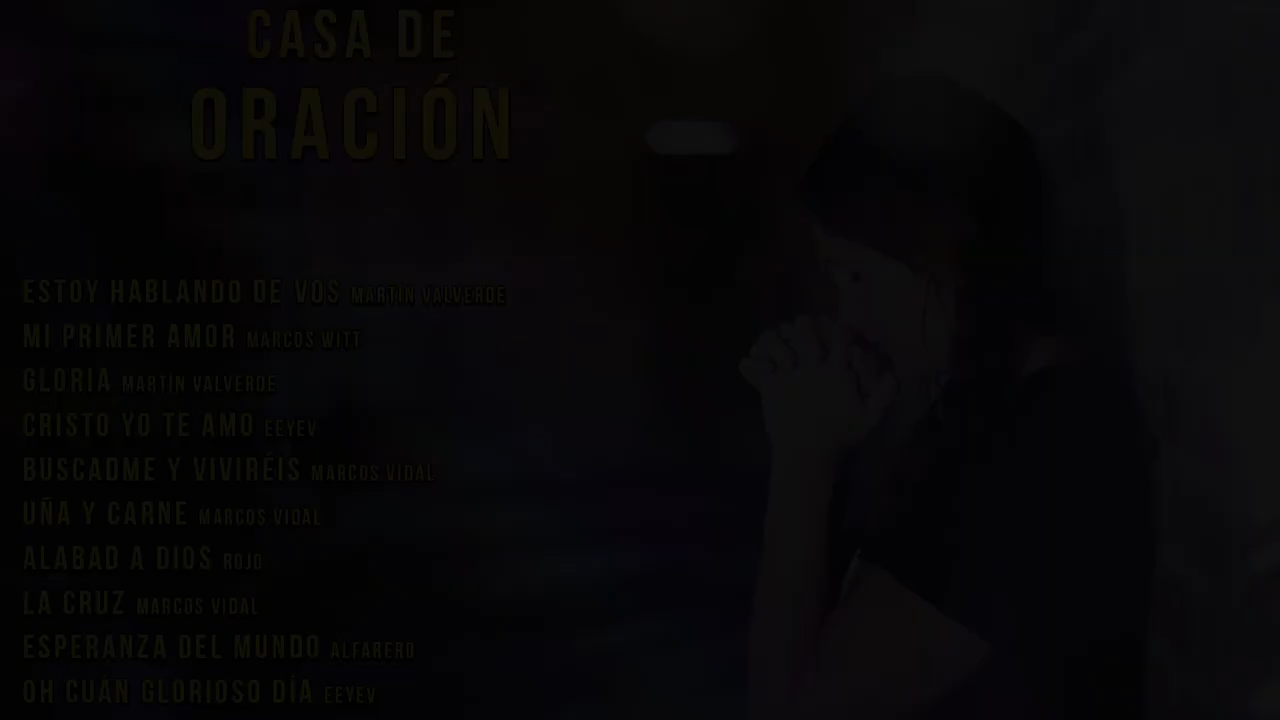 CASA DE
ORACIÓN
ESTOY HABLANDO DE VOS MARTÍN VALVERDE
MI PRIMER AMOR MARCOS WITT
GLORIA MARTÍN VALVERDE
CRISTO YO TE AMO EEYEV
BUSCADME Y VIVIRÉIS MARCOS VIDAL
UÑA Y CARNE MARCOS VIDAL
ALABAD A DIOS ROJO
LA CRUZ MARCOS VIDAL
ESPERANZA DEL MUNDO ALFARERO
OH CUÁN GLORIOSO DÍA EEYEV